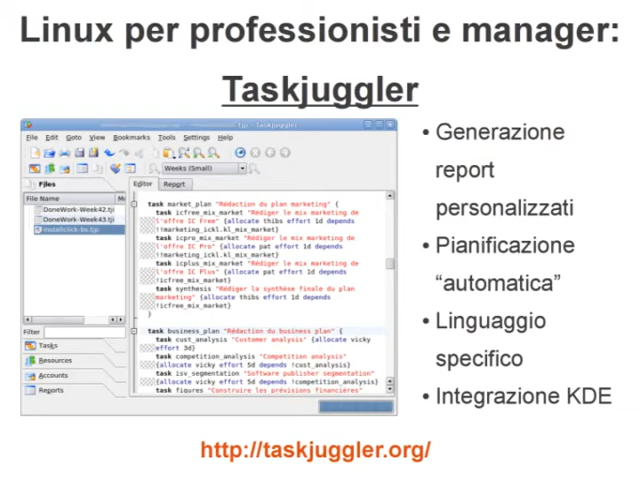 Linux per professionisti e manager:
Taskjuggler
.tjp - TaskJuggler
File Edit Goto View Bookmarks Tools Settings Help
Weeks (Small)
Files
Editor Report
File Name
DoneWork-Week42.tji
DoneWork-Week43.tji
installclick-bs.tjp
Filter
Tasks
Resources
Accounts
Reports
task market_plan "Rédaction du plan marketing" {
task icfree_mix_market "Rédiger le mix marketing de
l'offre IC Free" {allocate thibs effort 1d depends
!!marketing_ickl.kl_mix_market}
task icpro_mix_market "Rédiger le mix marketing de
l'offre IC Pro" {allocate pat effort 1d depends
!!marketing_ickl.kl_mix_market}
task icplus_mix_market "Rédiger le mix marketing de
l'offre IC Plus" {allocate pat effort 1d depends
!icfree_mix_market}
task synthesis "Rédiger la synthèse finale du plan
marketing" {allocate thibs effort 1d depends
!icfree_mix_market}
}
task business_plan "Rédaction du business plan" {
task cust_analysis "Customer analysis" {allocate vicky
effort 3d}
task competition_analysis "Competition analysis"
{allocate vicky effort 5d depends !cust_analysis}
task isv_segmentation "Software publisher segmentation"
{allocate vicky effort 5d depends !competition_analysis}
task figures "Construire les prévisions financières"
• Generazione
report
personalizzati
• Pianificazione
“automatica”
• Linguaggio
specifico
• Integrazione KDE
http://taskjuggler.org/